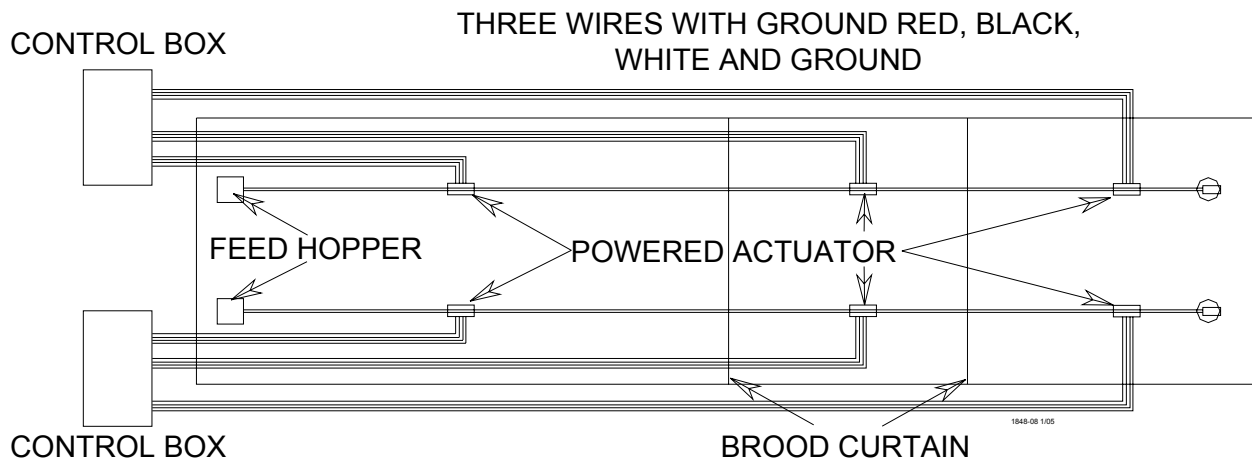 THREE WIRES WITH GROUND RED, BLACK,
WHITE AND GROUND
CONTROL BOX
FEED HOPPER
POWERED ACTUATOR
1848-08 1/05
CONTROL BOX
BROOD CURTAIN